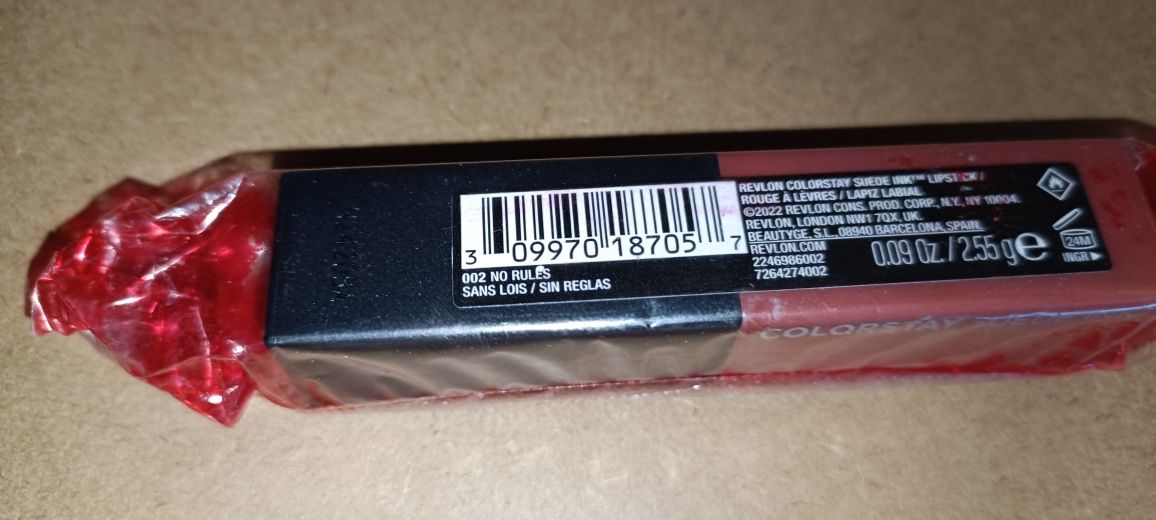 3 09970 18705 7
002 NO RULES
SANS LOIS / SIN REGLAS
REVLON COLORSTAY SUEDE INK™ LIPSTICK /
ROUGE À LÈVRES / LAPIZ LABIAL
©2022 REVLON CONS. PROD. CORP., N.Y., NY 10004.
REVLON, LONDON NW1 7QX, UK.
BEAUTYGE, S.L., 08940 BARCELONA, SPAIN.
REVLON.COM
2246986002
7264274002
0.09 Oz./2.55 g e
24M
INGR
COLORSTAY